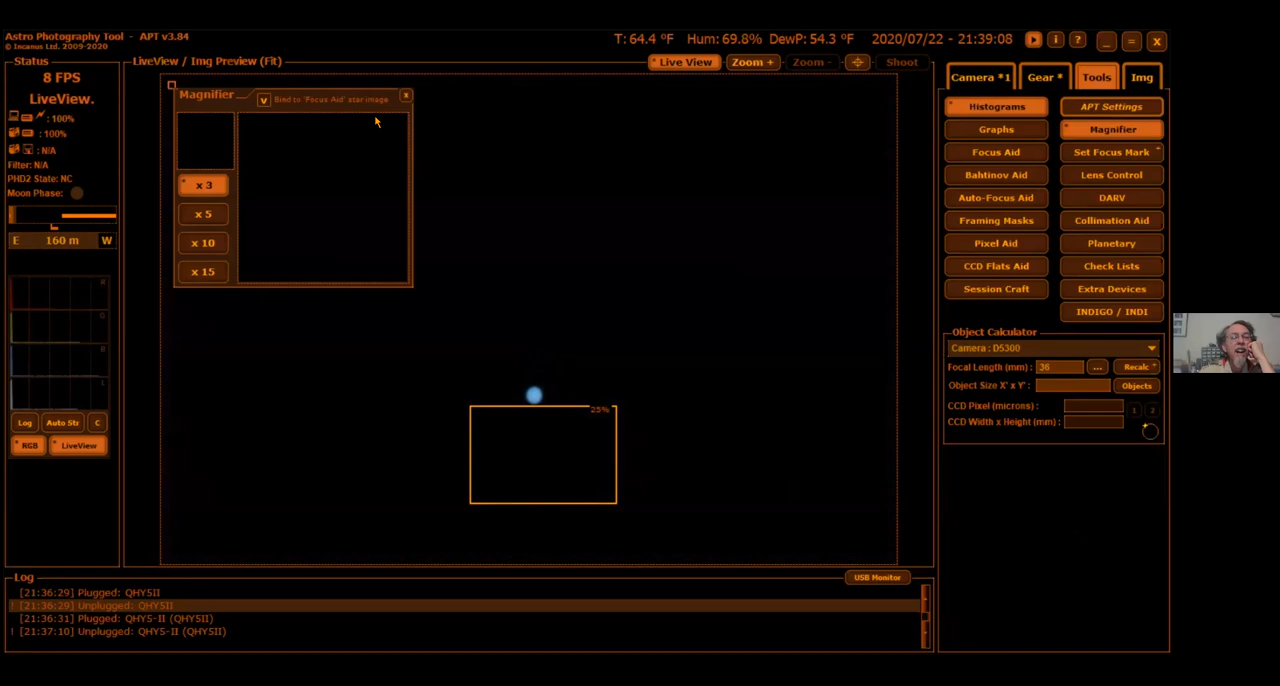 Astro Photography Tool - APT v3.84
© Incanus Ltd. 2009-2020
T: 64.4 °F Hum: 69.8% DewP: 54.3 °F 2020/07/22 - 21:39:08
i ? _ = X
Status
8 FPS
LiveView.
: 100%
: 100%
: N/A
Filter: N/A
PHD2 State: NC
Moon Phase:
E 160 m W
R
G
B
L
Log Auto Str C
RGB LiveView
LiveView / Img Preview (Fit)
Live View Zoom + Zoom - Shoot
Magnifier v Bind to 'Focus Aid' star image x
x 3
x 5
x 10
x 15
25%
Camera *1 Gear * Tools Img
Histograms APT Settings
Graphs Magnifier
Focus Aid Set Focus Mark
Bahtinov Aid Lens Control
Auto-Focus Aid DARV
Framing Masks Collimation Aid
Pixel Aid Planetary
CCD Flats Aid Check Lists
Session Craft Extra Devices
INDIGO / INDI
Object Calculator
Camera : D5300
Focal Length (mm) : 36 ... Recalc
Object Size X' x Y' : Objects
CCD Pixel (microns) : 1 2
CCD Width x Height (mm) :
Log USB Monitor
[21:36:29] Plugged: QHY5II
! [21:36:29] Unplugged: QHY5II
[21:36:31] Plugged: QHY5-II (QHY5II)
! [21:37:10] Unplugged: QHY5-II (QHY5II)